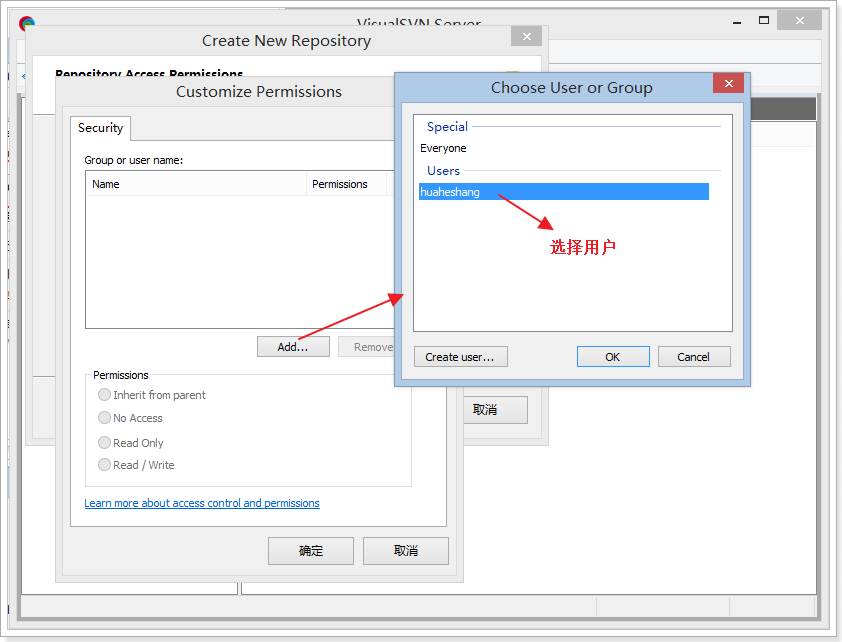 VisualSVN Server
Create New Repository
Repository Access Permissions
Customize Permissions
Security
Group or user name:
Name
Permissions
Add...
Remove
Permissions
Inherit from parent
No Access
Read Only
Read / Write
Learn more about access control and permissions
确定
取消
取消
Choose User or Group
Special
Everyone
Users
huaheshang
选择用户
Create user...
OK
Cancel